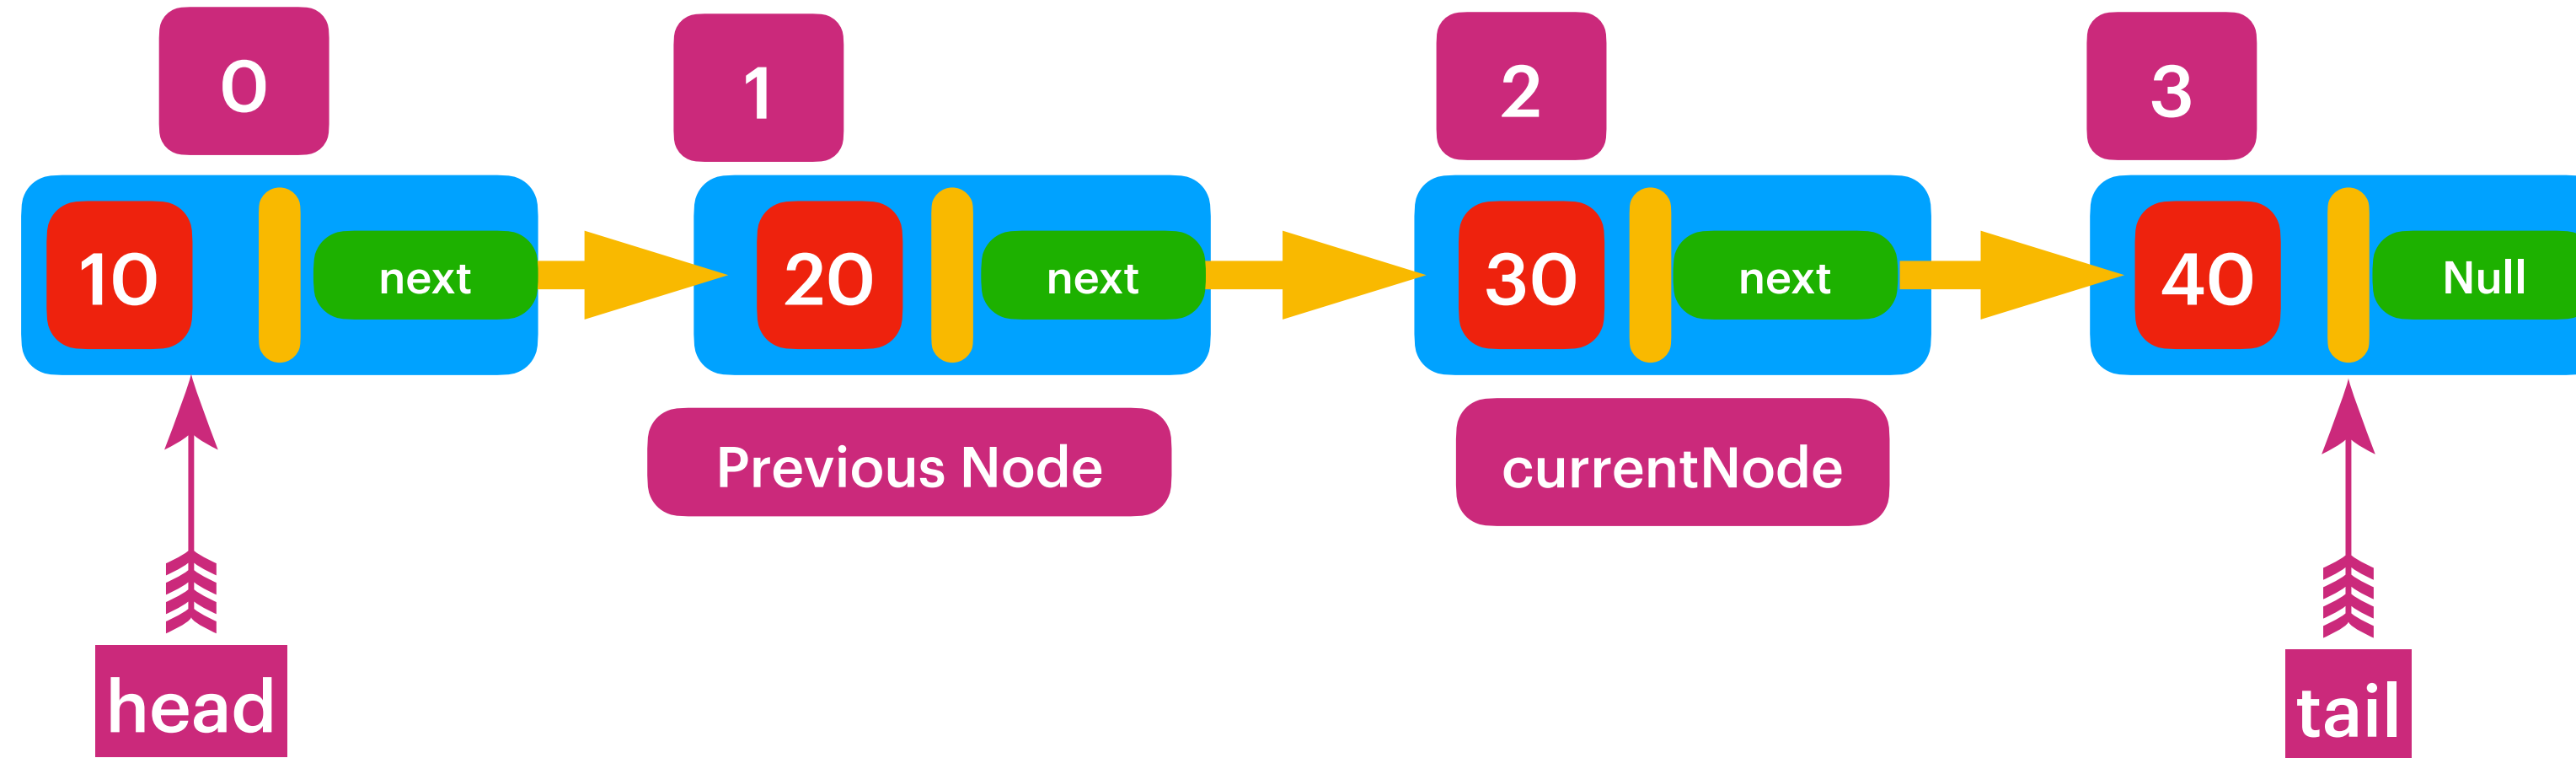 0
1
2
3
10
next
20
next
30
next
40
Null
Previous Node
currentNode
head
tail